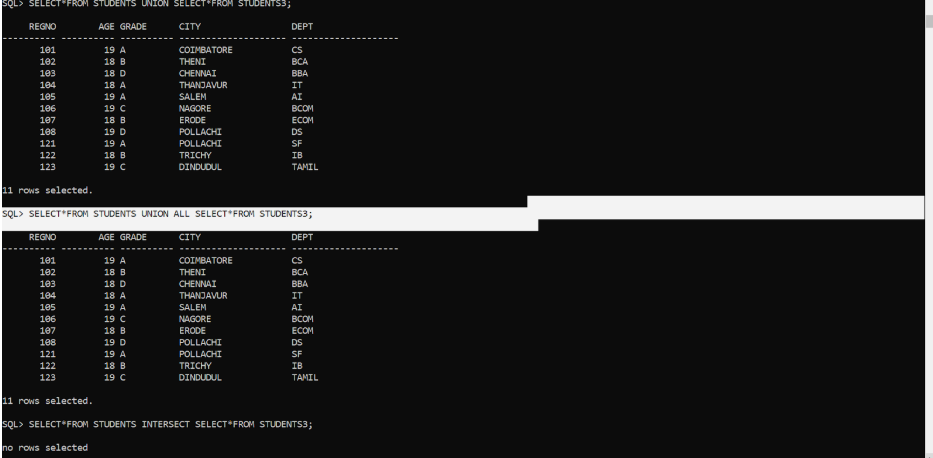 SQL> SELECT*FROM STUDENTS UNION SELECT*FROM STUDENTS3;
REGNO AGE GRADE CITY DEPT
---------- ---------- ---------- -------------------- --------------------
101 19 A COIMBATORE CS
102 18 B THENI BCA
103 18 D CHENNAI BBA
104 18 A THANJAVUR IT
105 19 A SALEM AI
106 19 C NAGORE BCOM
107 18 B ERODE ECOM
108 19 D POLLACHI DS
121 19 A POLLACHI SF
122 18 B TRICHY IB
123 19 C DINDUDUL TAMIL
11 rows selected.
SQL> SELECT*FROM STUDENTS UNION ALL SELECT*FROM STUDENTS3;
REGNO AGE GRADE CITY DEPT
---------- ---------- ---------- -------------------- --------------------
101 19 A COIMBATORE CS
102 18 B THENI BCA
103 18 D CHENNAI BBA
104 18 A THANJAVUR IT
105 19 A SALEM AI
106 19 C NAGORE BCOM
107 18 B ERODE ECOM
108 19 D POLLACHI DS
121 19 A POLLACHI SF
122 18 B TRICHY IB
123 19 C DINDUDUL TAMIL
11 rows selected.
SQL> SELECT*FROM STUDENTS INTERSECT SELECT*FROM STUDENTS3;
no rows selected